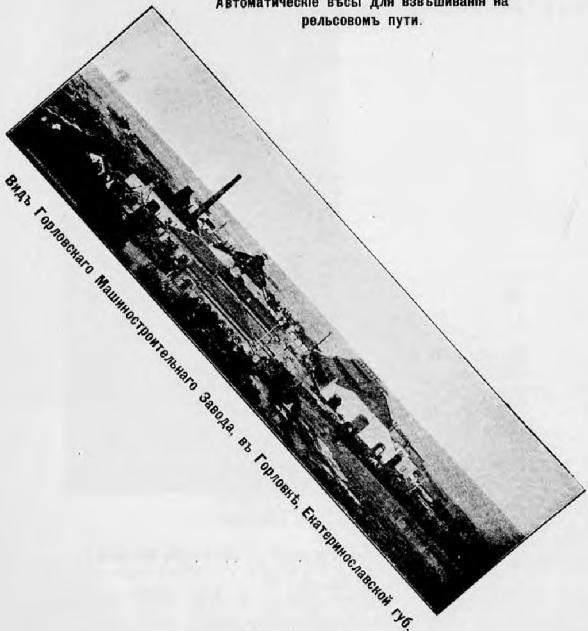 Автоматическіе вѣсы для взвѣшиванія на
рельсовомъ пути.
Видъ Горловскаго Машиностроительнаго Завода, въ Горловкѣ, Екатеринославской губ.